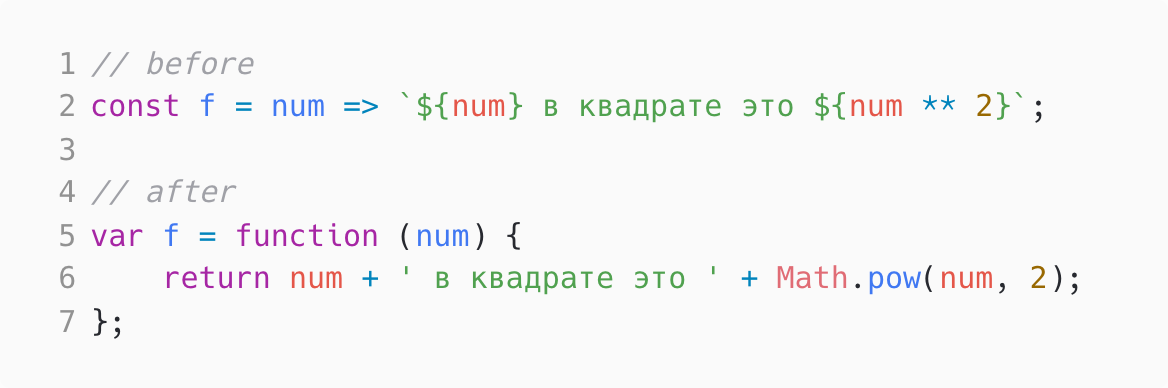 1 // before
2 const f = num => `${num} в квадрате это ${num ** 2}`;
3
4 // after
5 var f = function (num) {
6     return num + ' в квадрате это ' + Math.pow(num, 2);
7 };